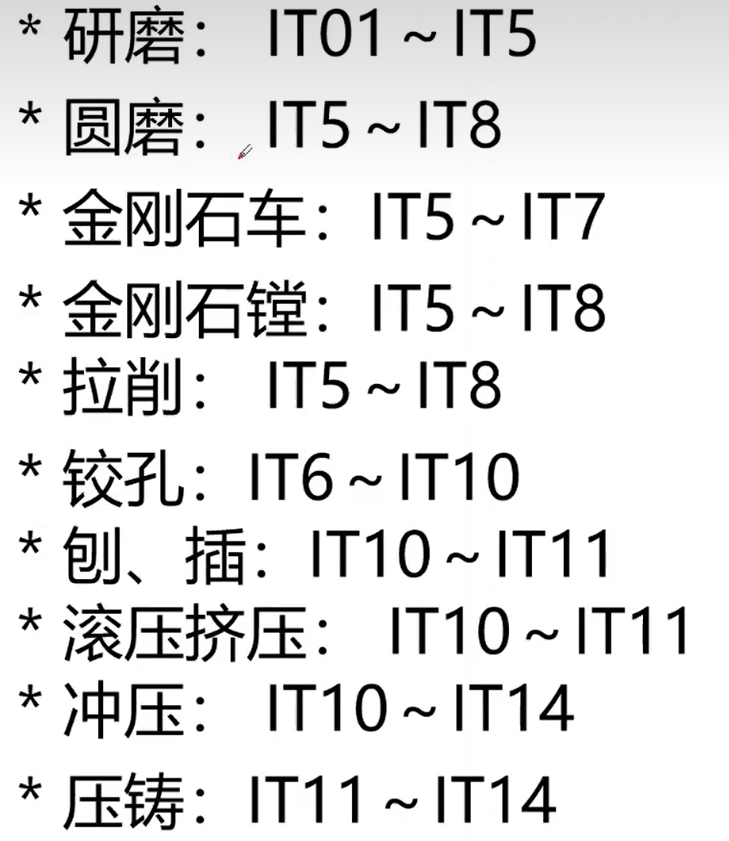 * 研磨： IT01～IT5
* 圆磨： IT5～IT8
* 金刚石车：IT5～IT7
* 金刚石镗：IT5～IT8
* 拉削： IT5～IT8
* 铰孔：IT6～IT10
* 刨、插：IT10～IT11
* 滚压挤压： IT10～IT11
* 冲压： IT10～IT14
* 压铸：IT11～IT14